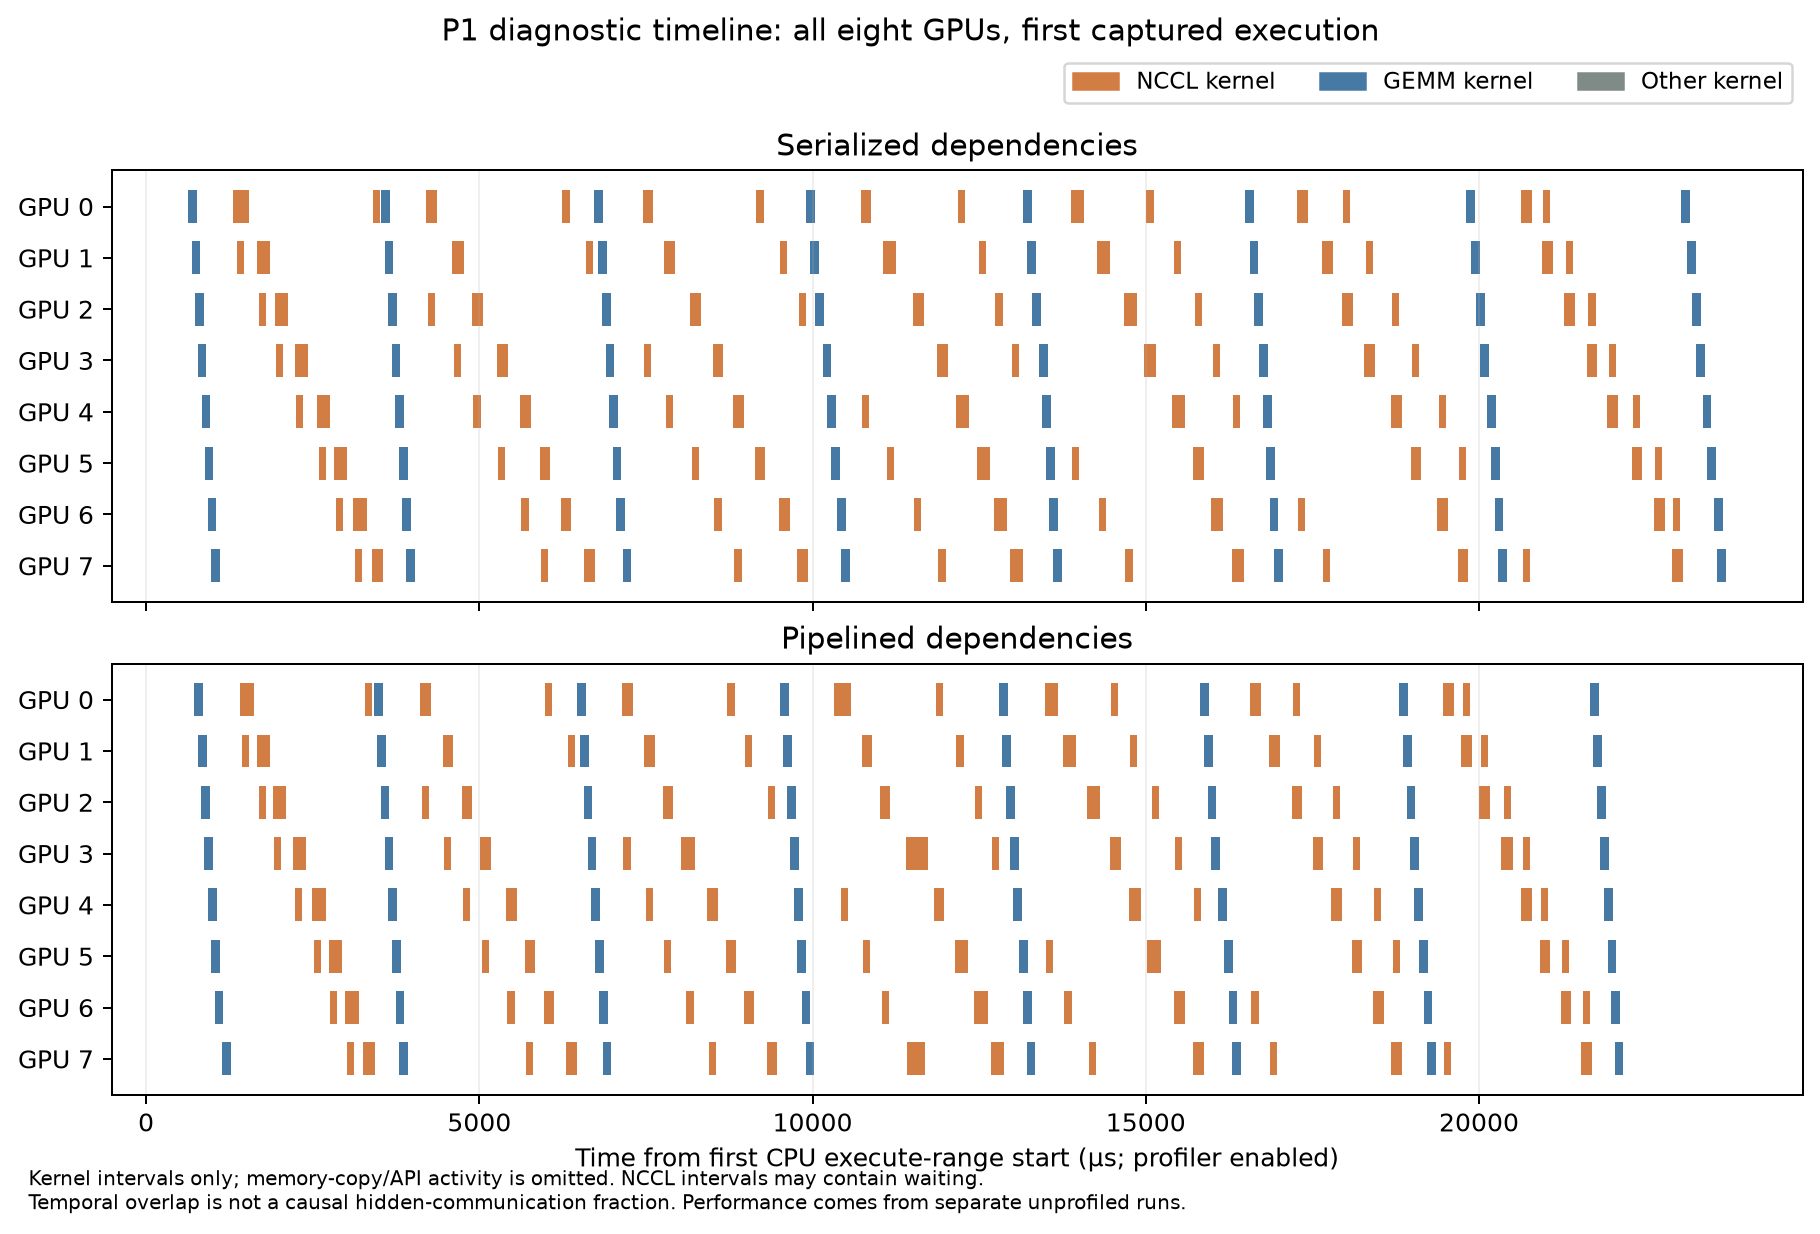 P1 diagnostic timeline: all eight GPUs, first captured execution
NCCL kernel
GEMM kernel
Other kernel
Serialized dependencies
GPU 0
GPU 1
GPU 2
GPU 3
GPU 4
GPU 5
GPU 6
GPU 7
Pipelined dependencies
GPU 0
GPU 1
GPU 2
GPU 3
GPU 4
GPU 5
GPU 6
GPU 7
0
5000
10000
15000
20000
Time from first CPU execute-range start (µs; profiler enabled)
Kernel intervals only; memory-copy/API activity is omitted. NCCL intervals may contain waiting.
Temporal overlap is not a causal hidden-communication fraction. Performance comes from separate unprofiled runs.